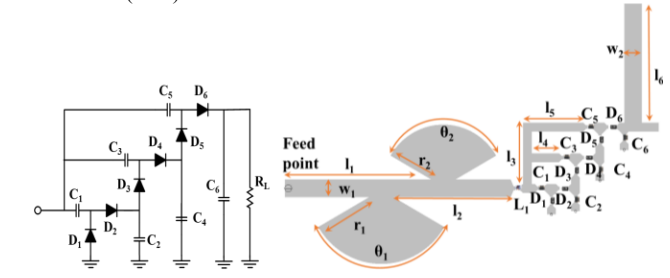 C5 D6
C3 D4 D5
D3
C1
D2
D1 C2 C4 C6 RL
Feed
point
l1
w1
r1
θ1
θ2
r2
l2
l3
l4
l5
L1
C1 D3
D1 D2 C2
C3 D5
C5 D6
C4
C6
w2
l6